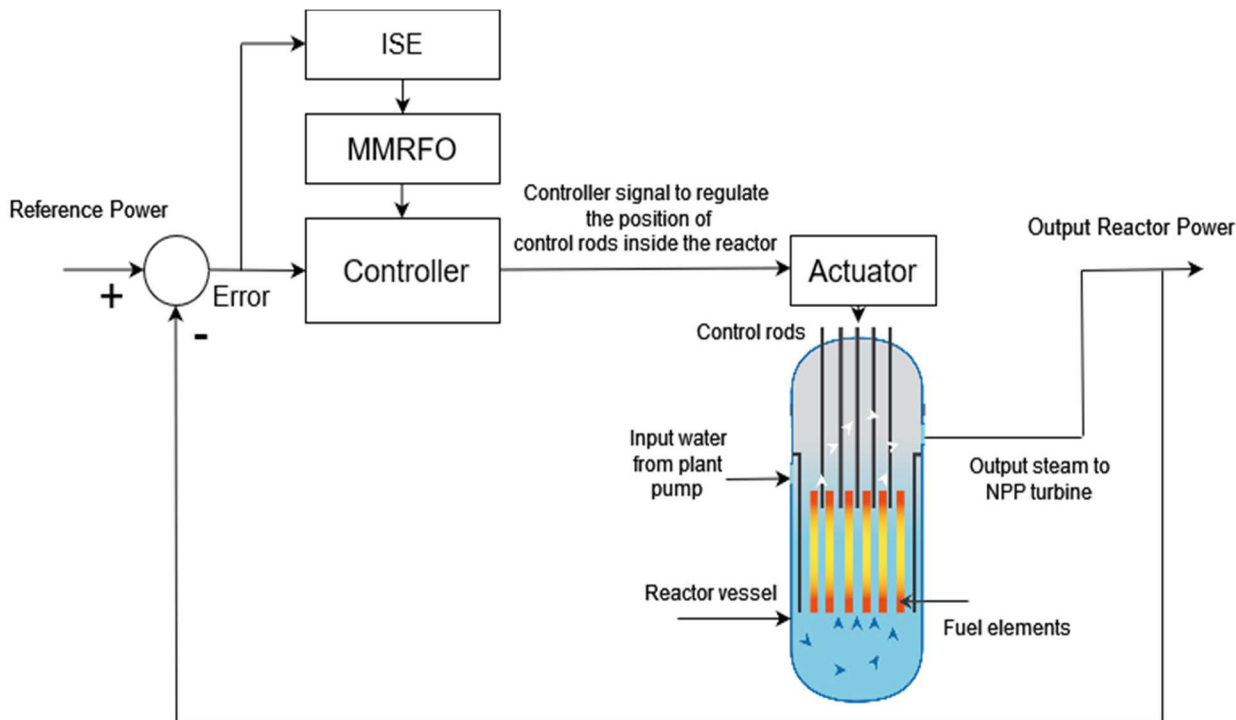 ISE
MMRFO
Controller signal to regulate
the position of
control rods inside the reactor
Reference Power
Output Reactor Power
Controller
Actuator
+
Error
-
Control rods
Input water
from plant
pump
Output steam to
NPP turbine
Reactor vessel
Fuel elements